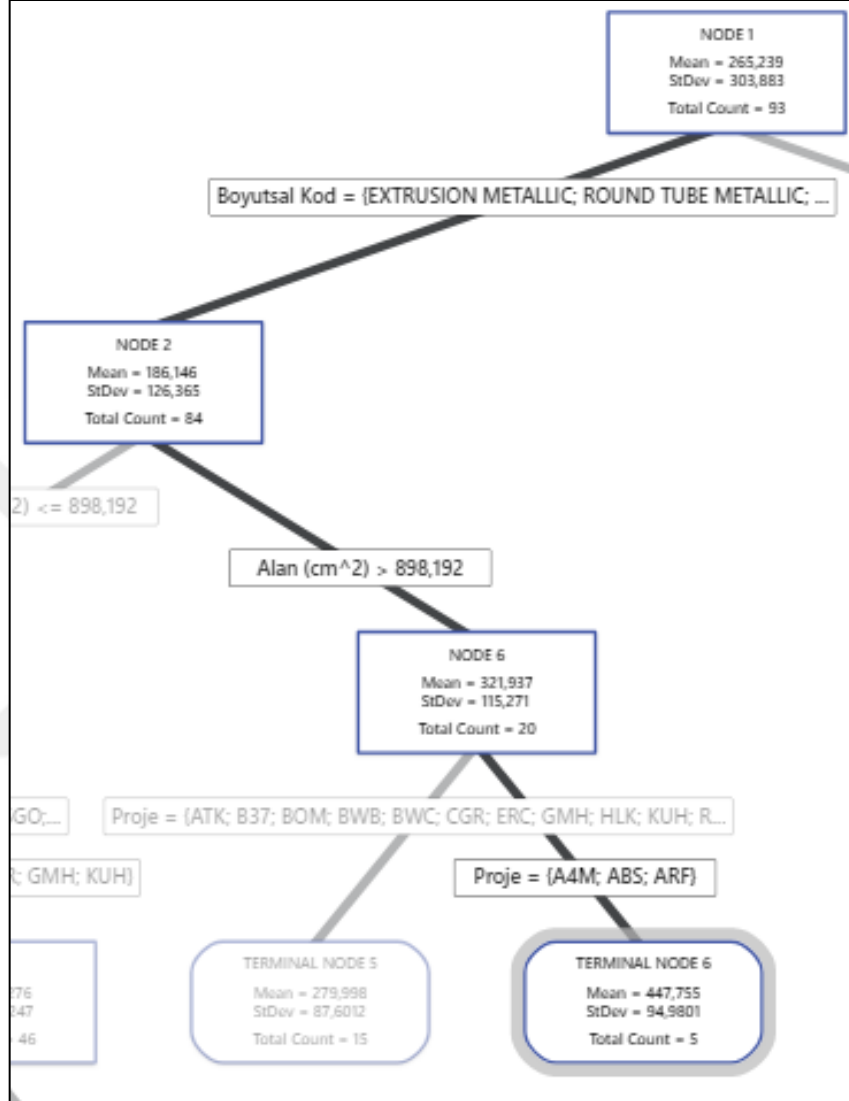 NODE 1
Mean = 265,239
StDev = 303,883
Total Count = 93
Boyutsal Kod = {EXTRUSION METALLIC; ROUND TUBE METALLIC; ...
NODE 2
Mean = 186,146
StDev = 126,365
Total Count = 84
2) <= 898,192
Alan (cm^2) > 898,192
NODE 6
Mean = 321,937
StDev = 115,271
Total Count = 20
GO;...
Proje = {ATK; B37; BOM; BWB; BWC; CGR; ERC; GMH; HLK; KUH; R...
R; GMH; KUH}
Proje = {A4M; ABS; ARF}
276
247
= 46
TERMINAL NODE 5
Mean = 279,998
StDev = 87,6012
Total Count = 15
TERMINAL NODE 6
Mean = 447,755
StDev = 94,9801
Total Count = 5